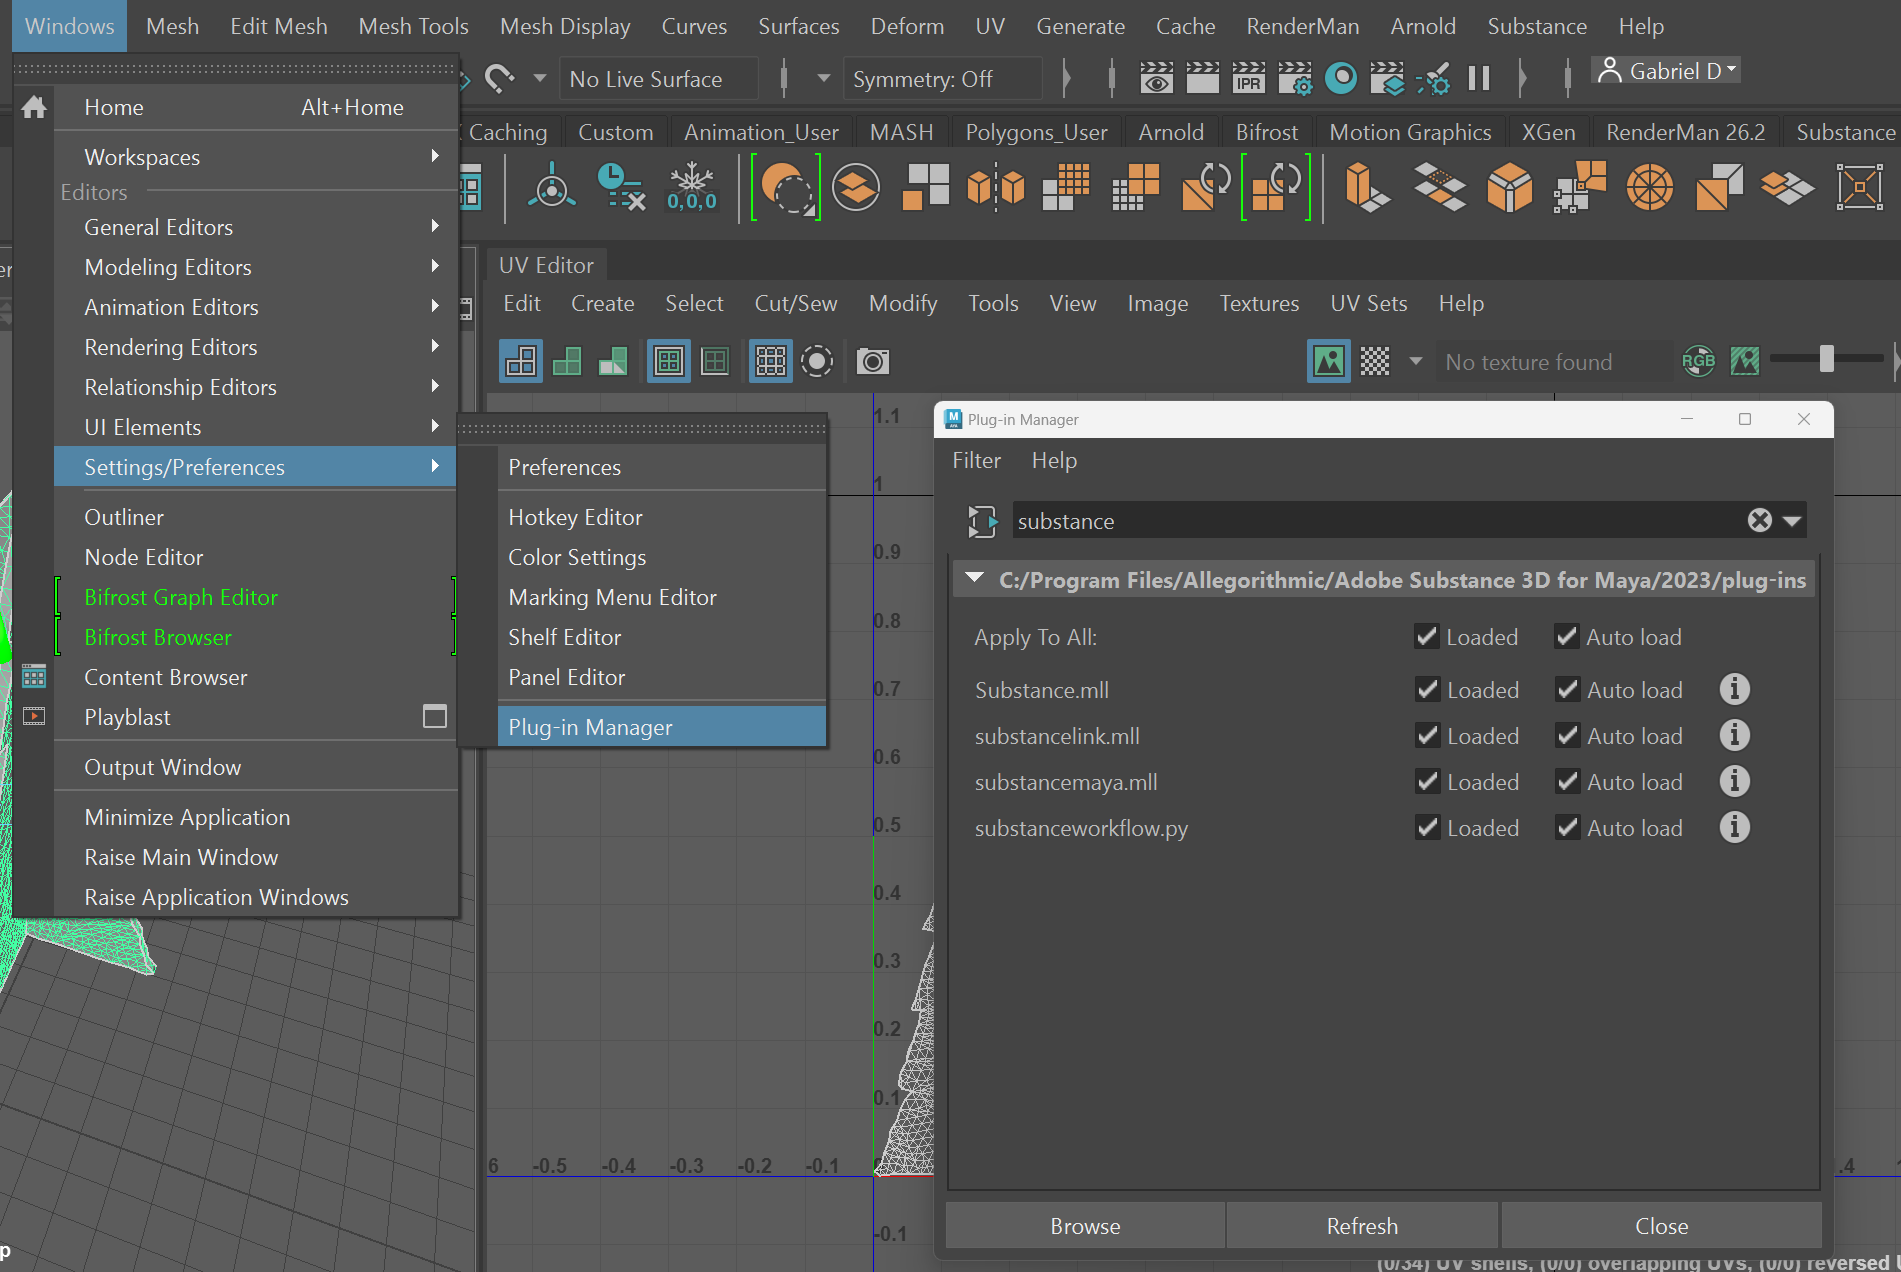 Windows Mesh Edit Mesh Mesh Tools Mesh Display Curves Surfaces Deform UV Generate Cache RenderMan Arnold Substance Help
No Live Surface
Symmetry: Off
IPR
Gabriel D
Caching Custom Animation_User MASH Polygons_User Arnold Bifrost Motion Graphics XGen RenderMan 26.2 Substance
0,0,0
Home Alt+Home
Workspaces
Editors
General Editors
Modeling Editors
Animation Editors
Rendering Editors
Relationship Editors
UI Elements
Settings/Preferences
Outliner
Node Editor
Bifrost Graph Editor
Bifrost Browser
Content Browser
Playblast
Output Window
Minimize Application
Raise Main Window
Raise Application Windows
Preferences
Hotkey Editor
Color Settings
Marking Menu Editor
Shelf Editor
Panel Editor
Plug-in Manager
UV Editor
Edit Create Select Cut/Sew Modify Tools View Image Textures UV Sets Help
No texture found
RGB
1.1
1
0.9
0.8
0.7
0.6
0.5
0.4
0.3
0.2
0.1
6 -0.5 -0.4 -0.3 -0.2 -0.1
.4
-0.1
Plug-in Manager
Filter Help
substance
C:/Program Files/Allegorithmic/Adobe Substance 3D for Maya/2023/plug-ins
Apply To All: Loaded Auto load
Substance.mll Loaded Auto load
substancelink.mll Loaded Auto load
substancemaya.mll Loaded Auto load
substanceworkflow.py Loaded Auto load
Browse Refresh Close
(0/34) UV shells, (0/0) overlapping UVs, (0/0) reversed